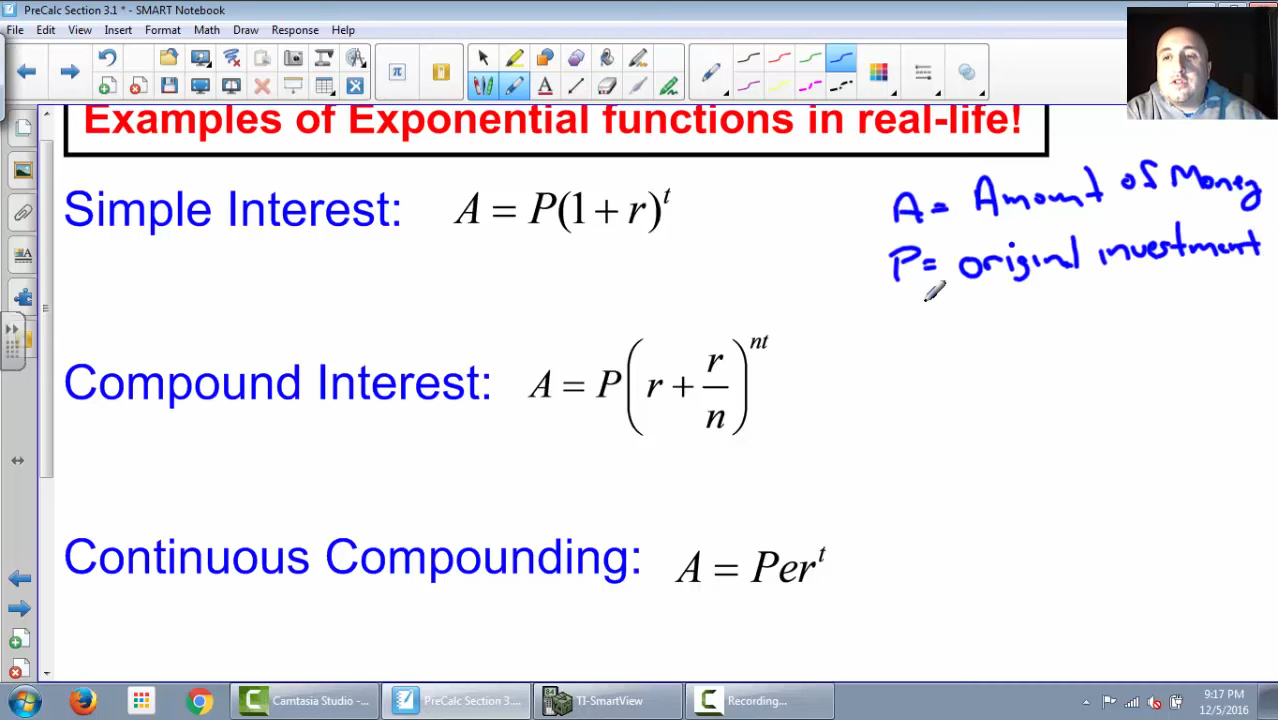 PreCalc Section 3.1 * - SMART Notebook
File Edit View Insert Format Math Draw Response Help
Examples of Exponential functions in real-life!
Simple Interest: A = P(1 + r)^t
A = Amount of Money
P = original investment
Compound Interest: A = P(r + r/n)^nt
Continuous Compounding: A = Per^t
Camtasia Studio -... PreCalc Section 3.1... TI-SmartView Recording... 9:17 PM
12/5/2016